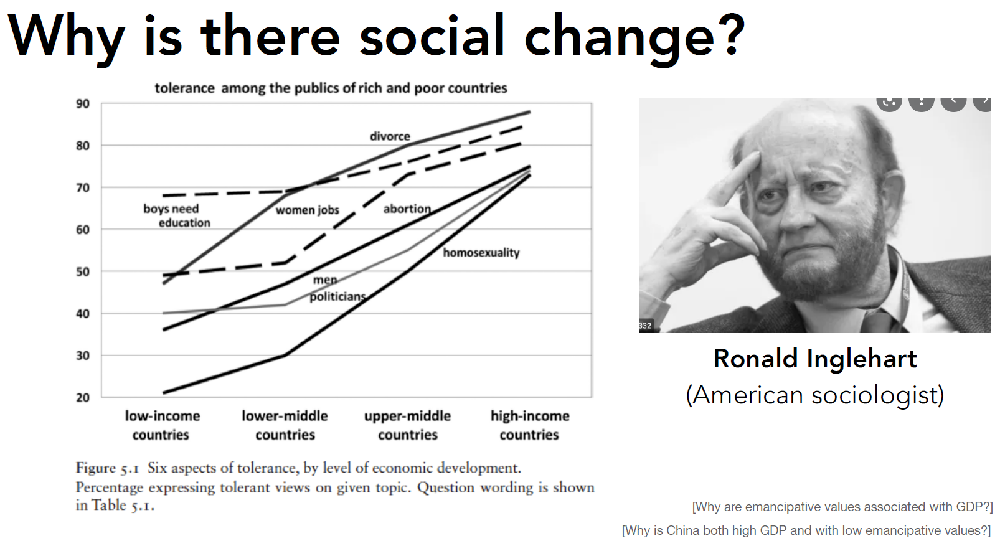 Why is there social change?
tolerance among the publics of rich and poor countries
90
80
70
60
50
40
30
20
divorce
boys need
education
women jobs
abortion
homosexuality
men
politicians
low-income
countries
lower-middle
countries
upper-middle
countries
high-income
countries
Figure 5.1 Six aspects of tolerance, by level of economic development.
Percentage expressing tolerant views on given topic. Question wording is shown
in Table 5.1.
332
Ronald Inglehart
(American sociologist)
[Why are emancipative values associated with GDP?]
[Why is China both high GDP and with low emancipative values?]